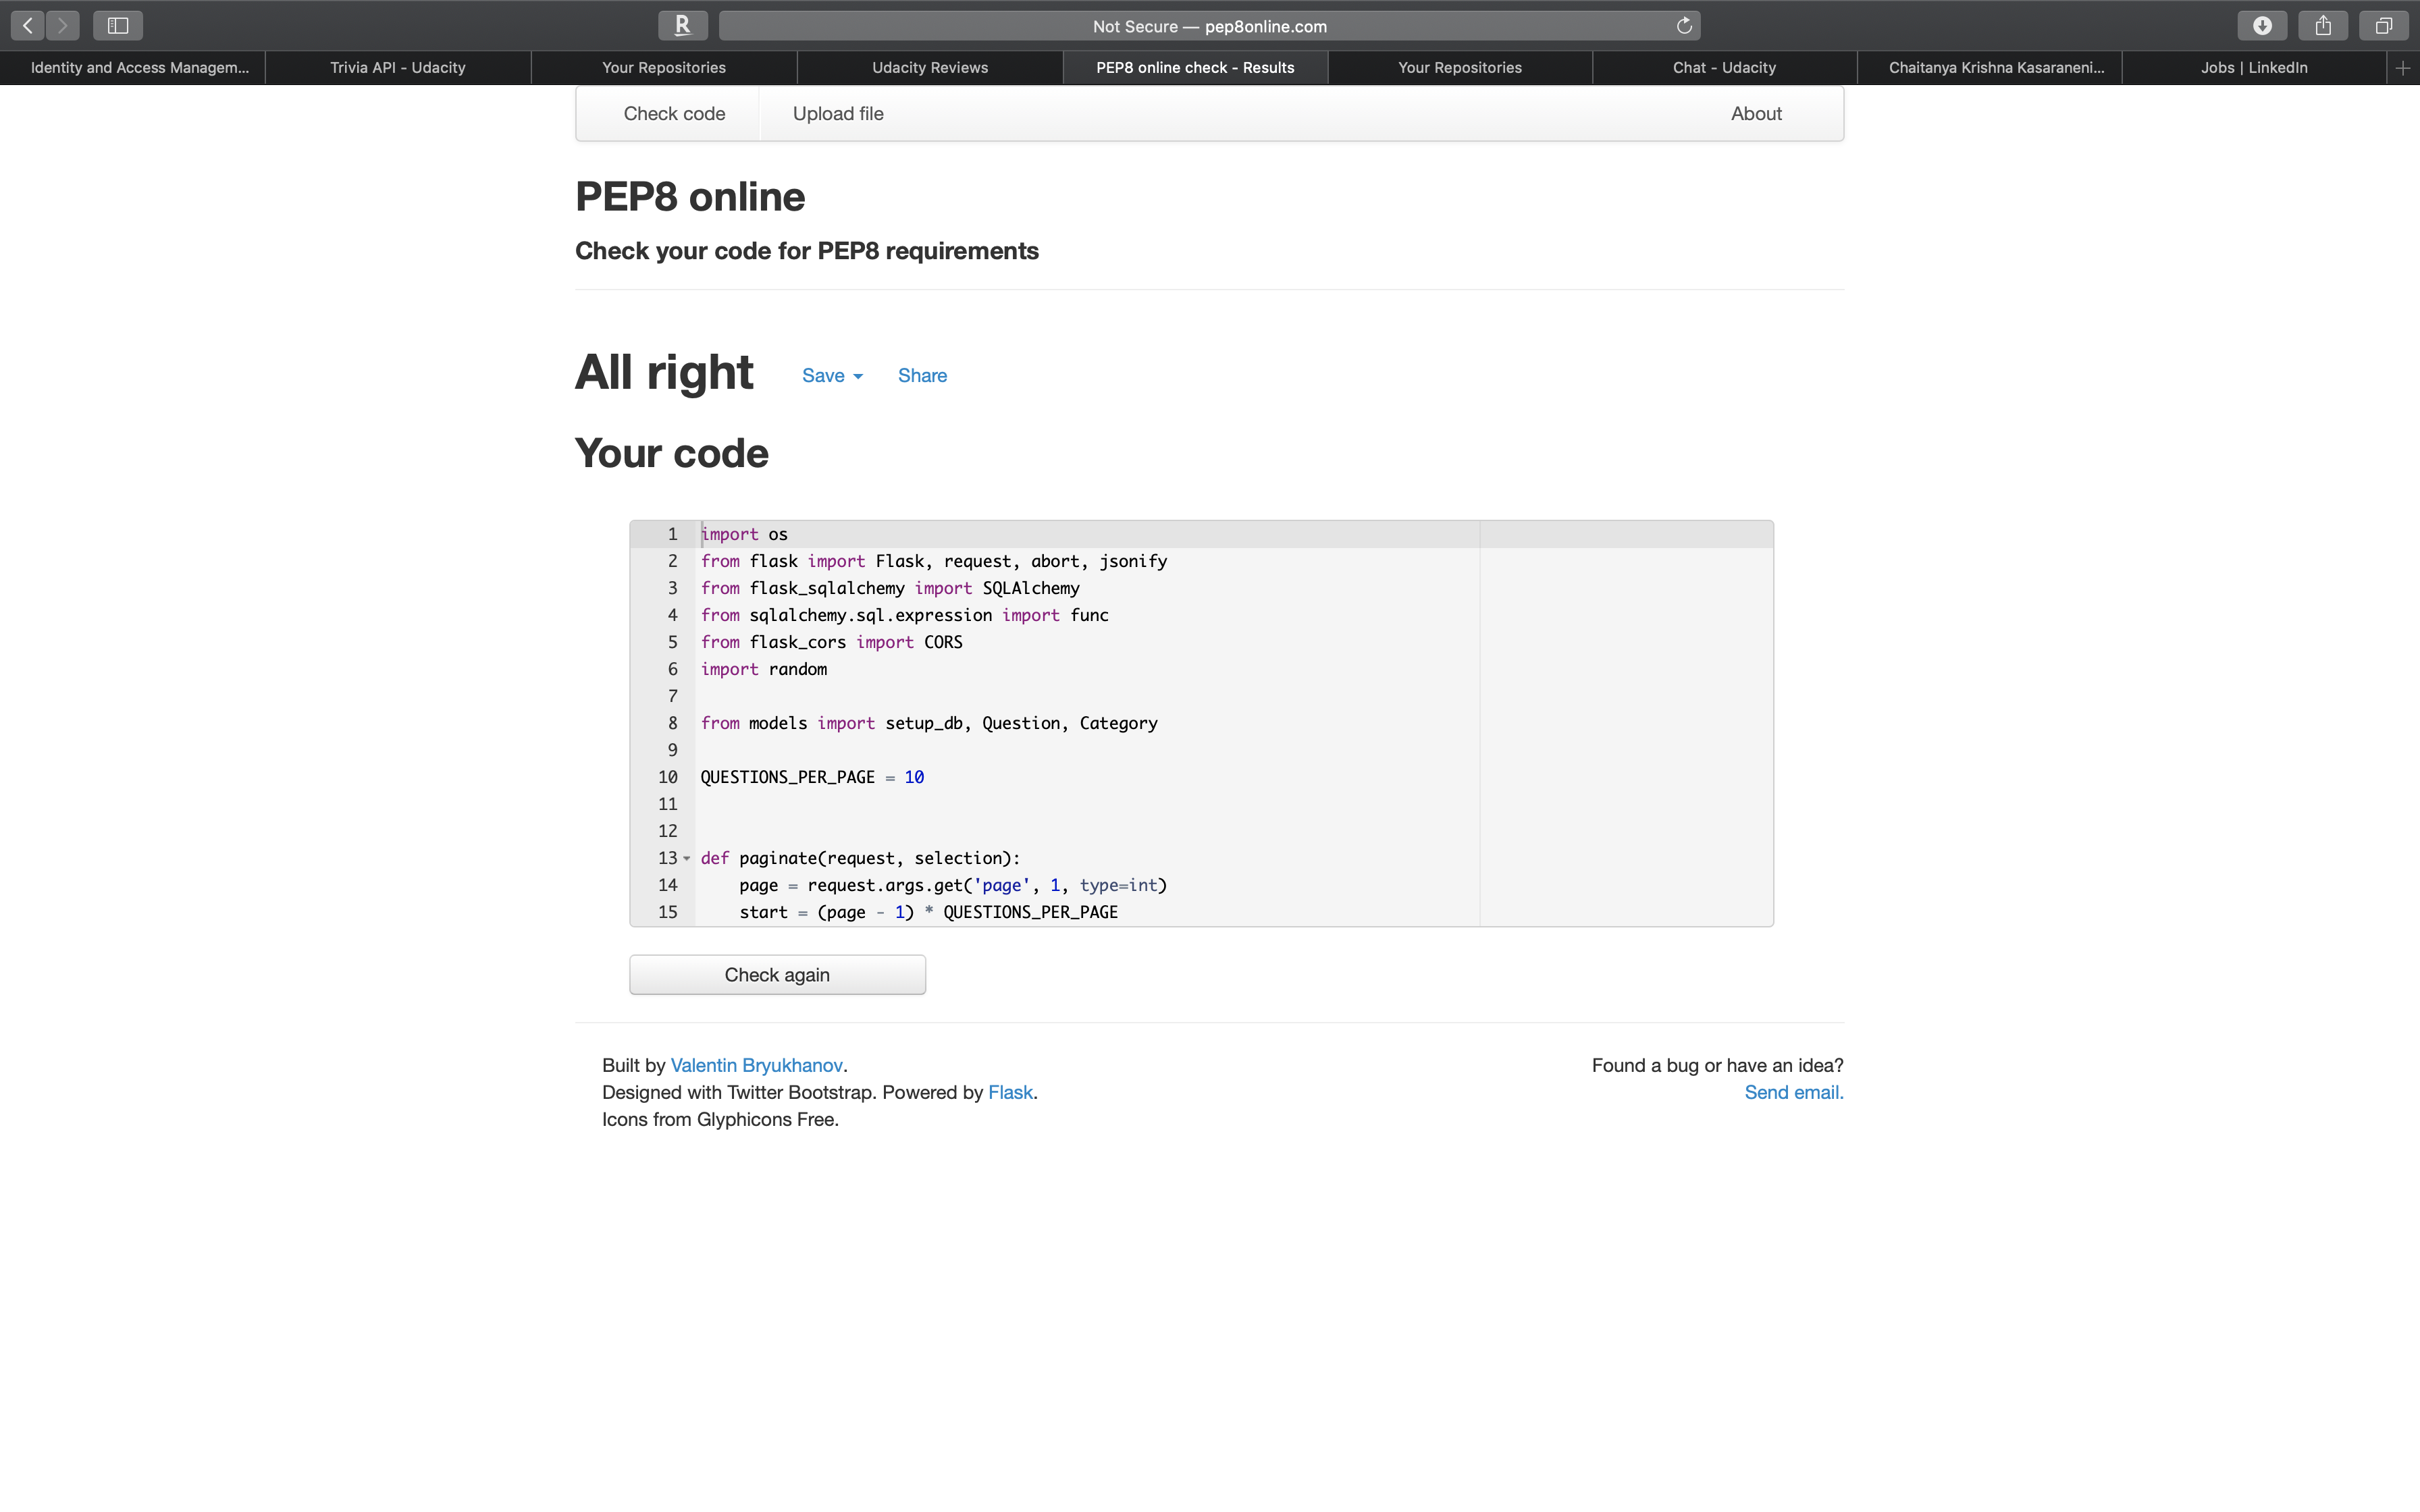 R
Not Secure — pep8online.com
Identity and Access Managem...
Trivia API - Udacity
Your Repositories
Udacity Reviews
PEP8 online check - Results
Your Repositories
Chat - Udacity
Chaitanya Krishna Kasaraneni...
Jobs | LinkedIn
Check code
Upload file
About
PEP8 online
Check your code for PEP8 requirements
All right
Save
Share
Your code
1 import os
2 from flask import Flask, request, abort, jsonify
3 from flask_sqlalchemy import SQLAlchemy
4 from sqlalchemy.sql.expression import func
5 from flask_cors import CORS
6 import random
7
8 from models import setup_db, Question, Category
9
10 QUESTIONS_PER_PAGE = 10
11
12
13 def paginate(request, selection):
14     page = request.args.get('page', 1, type=int)
15     start = (page - 1) * QUESTIONS_PER_PAGE
Check again
Built by Valentin Bryukhanov.
Designed with Twitter Bootstrap. Powered by Flask.
Icons from Glyphicons Free.
Found a bug or have an idea?
Send email.